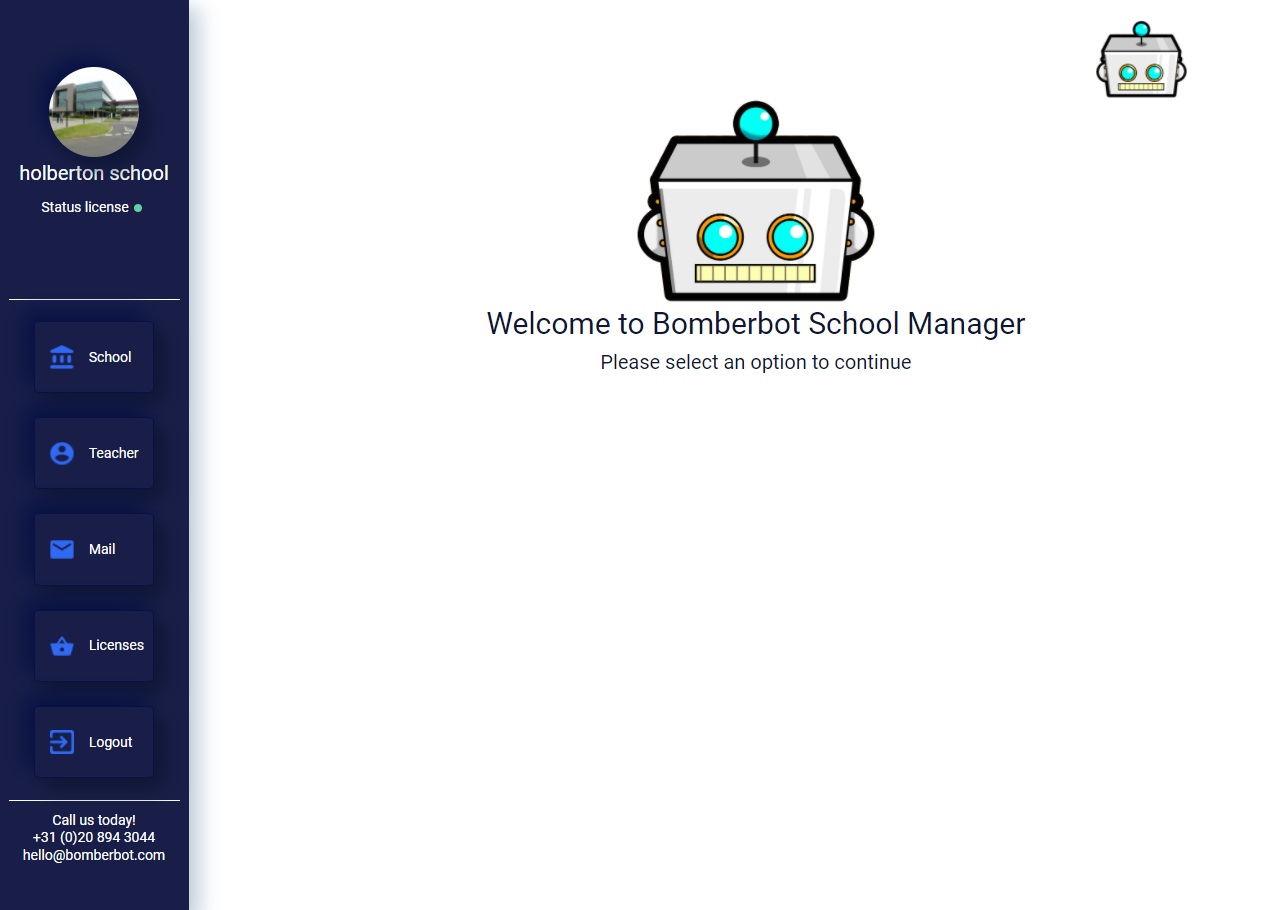 holberton school
Status license
School
Teacher
Mail
Licenses
Logout
Call us today!
+31 (0)20 894 3044
hello@bomberbot.com
Welcome to Bomberbot School Manager
Please select an option to continue